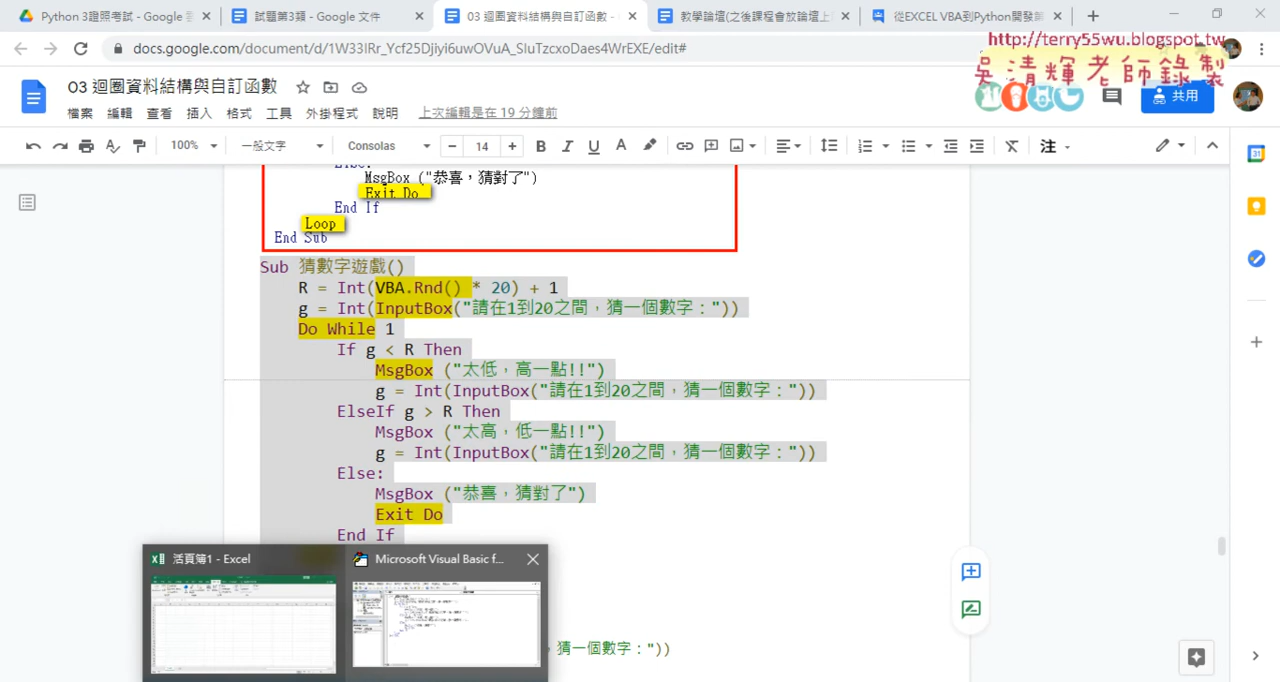 Python 3證照考試 - Google
試題第3類 - Google 文件
03 迴圈資料結構與自訂函數 -
教學論壇(之後課程會放論壇上
從EXCEL VBA到Python開發
docs.google.com/document/d/1W33IRr_Ycf25Djiyi6uwOVuA_SIuTzcxoDaes4WrEXE/edit#
http://terry55wu.blogspot.tw
吳清輝老師錄製
03 迴圈資料結構與自訂函數
檔案 編輯 查看 插入 格式 工具 外掛程式 說明 上次編輯是在 19 分鐘前
共用
100% 一般文字 Consolas 14 B I U A 注
Else:
MsgBox ("恭喜，猜對了")
Exit Do
End If
Loop
End Sub
Sub 猜數字遊戲()
R = Int(VBA.Rnd() * 20) + 1
g = Int(InputBox("請在1到20之間，猜一個數字："))
Do While 1
If g < R Then
MsgBox ("太低，高一點!!")
g = Int(InputBox("請在1到20之間，猜一個數字："))
ElseIf g > R Then
MsgBox ("太高，低一點!!")
g = Int(InputBox("請在1到20之間，猜一個數字："))
Else:
MsgBox ("恭喜，猜對了")
Exit Do
End If
活頁簿1 - Excel
Microsoft Visual Basic f...
猜一個數字："))